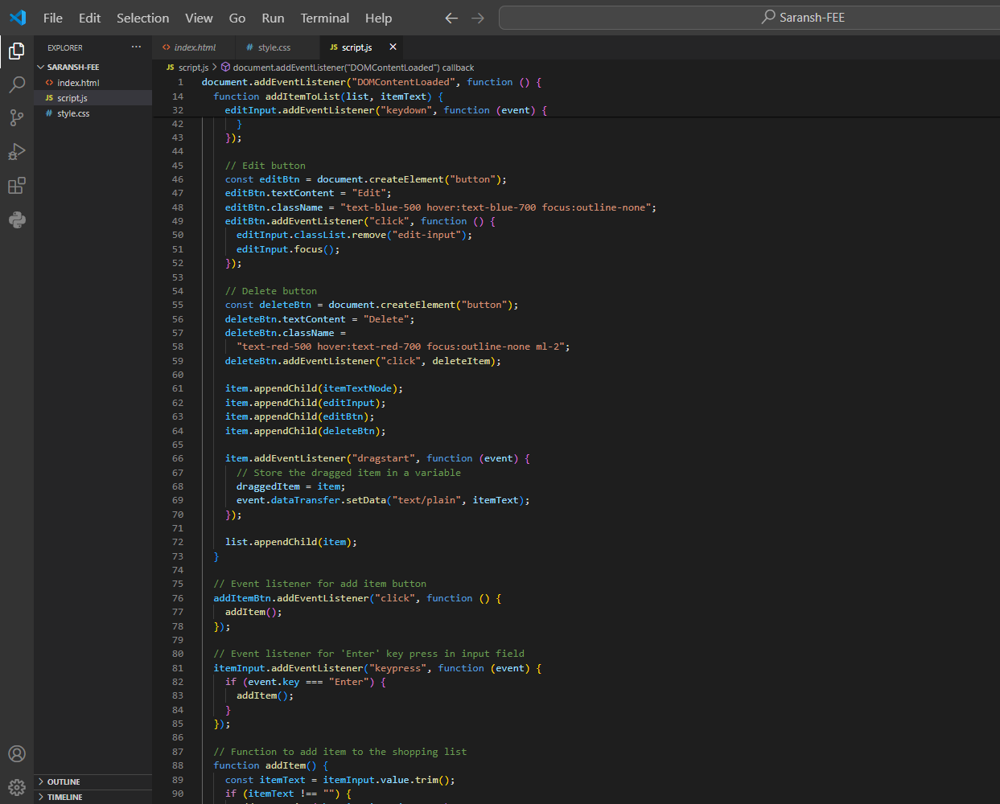 File Edit Selection View Go Run Terminal Help
Saransh-FEE
EXPLORER ...
SARANSH-FEE
<> index.html
JS script.js
# style.css
OUTLINE
TIMELINE
<> index.html # style.css JS script.js
JS script.js > document.addEventListener("DOMContentLoaded") callback
1 document.addEventListener("DOMContentLoaded", function () {
14 function addItemToList(list, itemText) {
32 editInput.addEventListener("keydown", function (event) {
42 }
43 });
44
45 // Edit button
46 const editBtn = document.createElement("button");
47 editBtn.textContent = "Edit";
48 editBtn.className = "text-blue-500 hover:text-blue-700 focus:outline-none";
49 editBtn.addEventListener("click", function () {
50 editInput.classList.remove("edit-input");
51 editInput.focus();
52 });
53
54 // Delete button
55 const deleteBtn = document.createElement("button");
56 deleteBtn.textContent = "Delete";
57 deleteBtn.className =
58 "text-red-500 hover:text-red-700 focus:outline-none ml-2";
59 deleteBtn.addEventListener("click", deleteItem);
60
61 item.appendChild(itemTextNode);
62 item.appendChild(editInput);
63 item.appendChild(editBtn);
64 item.appendChild(deleteBtn);
65
66 item.addEventListener("dragstart", function (event) {
67 // Store the dragged item in a variable
68 draggedItem = item;
69 event.dataTransfer.setData("text/plain", itemText);
70 });
71
72 list.appendChild(item);
73 }
74
75 // Event listener for add item button
76 addItemBtn.addEventListener("click", function () {
77 addItem();
78 });
79
80 // Event listener for 'Enter' key press in input field
81 itemInput.addEventListener("keypress", function (event) {
82 if (event.key === "Enter") {
83 addItem();
84 }
85 });
86
87 // Function to add item to the shopping list
88 function addItem() {
89 const itemText = itemInput.value.trim();
90 if (itemText !== "") {